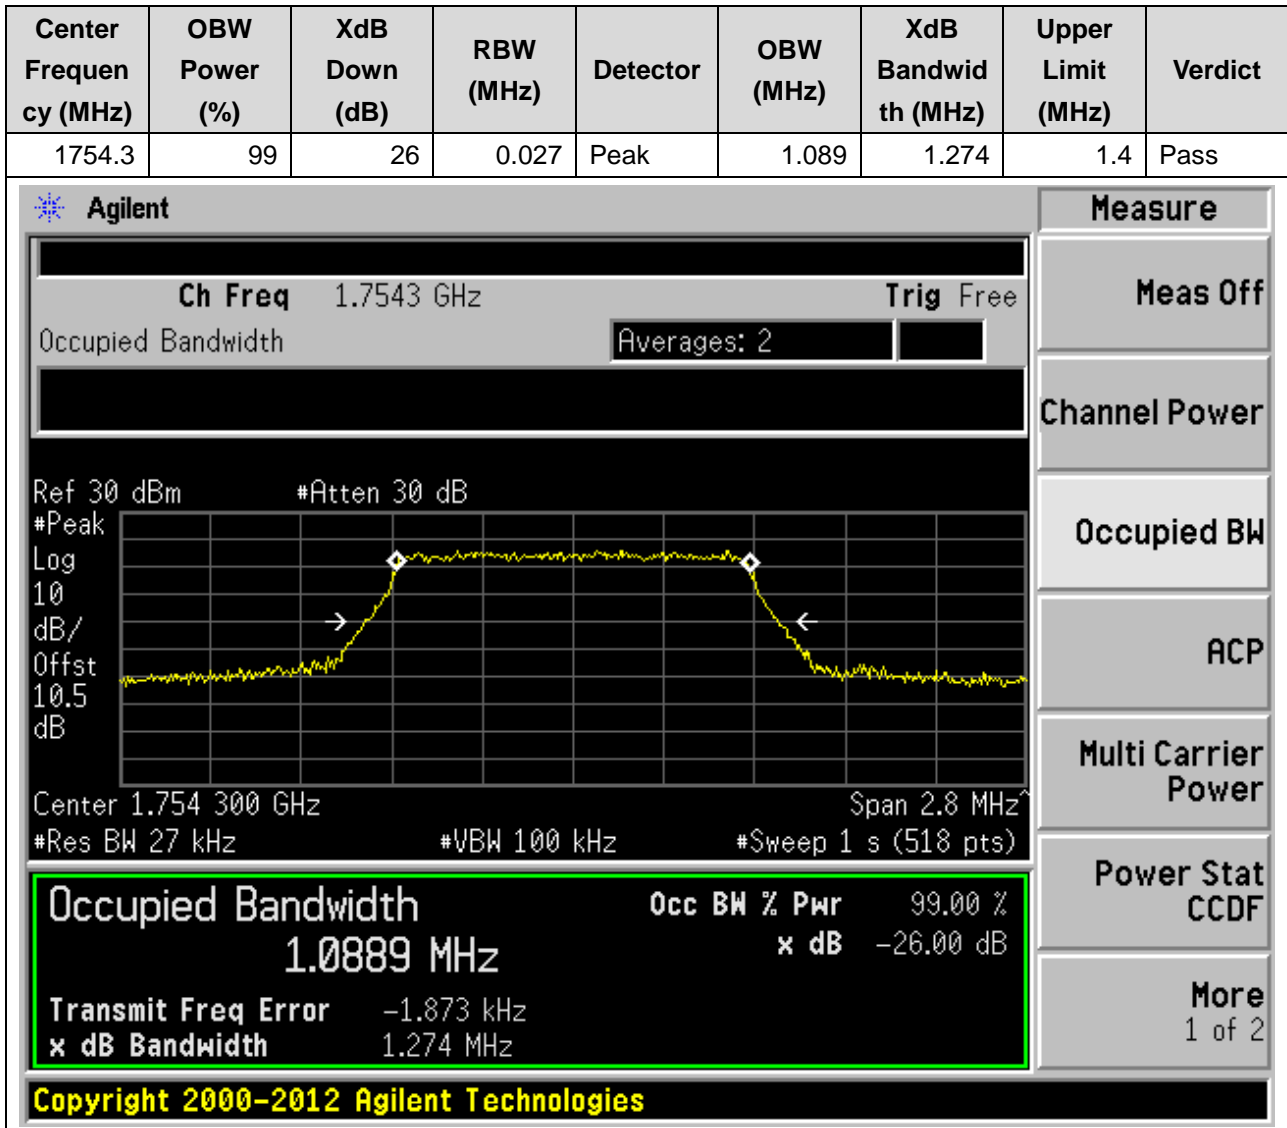 Center Frequen cy (MHz) OBW Power (%) XdB Down (dB) RBW (MHz) Detector OBW (MHz) XdB Bandwid th (MHz) Upper Limit (MHz) Verdict
1754.3 99 26 0.027 Peak 1.089 1.274 1.4 Pass
Agilent
Ch Freq 1.7543 GHz Trig Free
Occupied Bandwidth Averages: 2
Ref 30 dBm #Atten 30 dB
#Peak
Log
10
dB/
Offst
10.5
dB
Center 1.754 300 GHz Span 2.8 MHz^
#Res BW 27 kHz #VBW 100 kHz #Sweep 1 s (518 pts)
Occupied Bandwidth Occ BW % Pwr 99.00 %
1.0889 MHz x dB -26.00 dB
Transmit Freq Error -1.873 kHz
x dB Bandwidth 1.274 MHz
Measure
Meas Off
Channel Power
Occupied BW
ACP
Multi Carrier
Power
Power Stat
CCDF
More
1 of 2
Copyright 2000-2012 Agilent Technologies